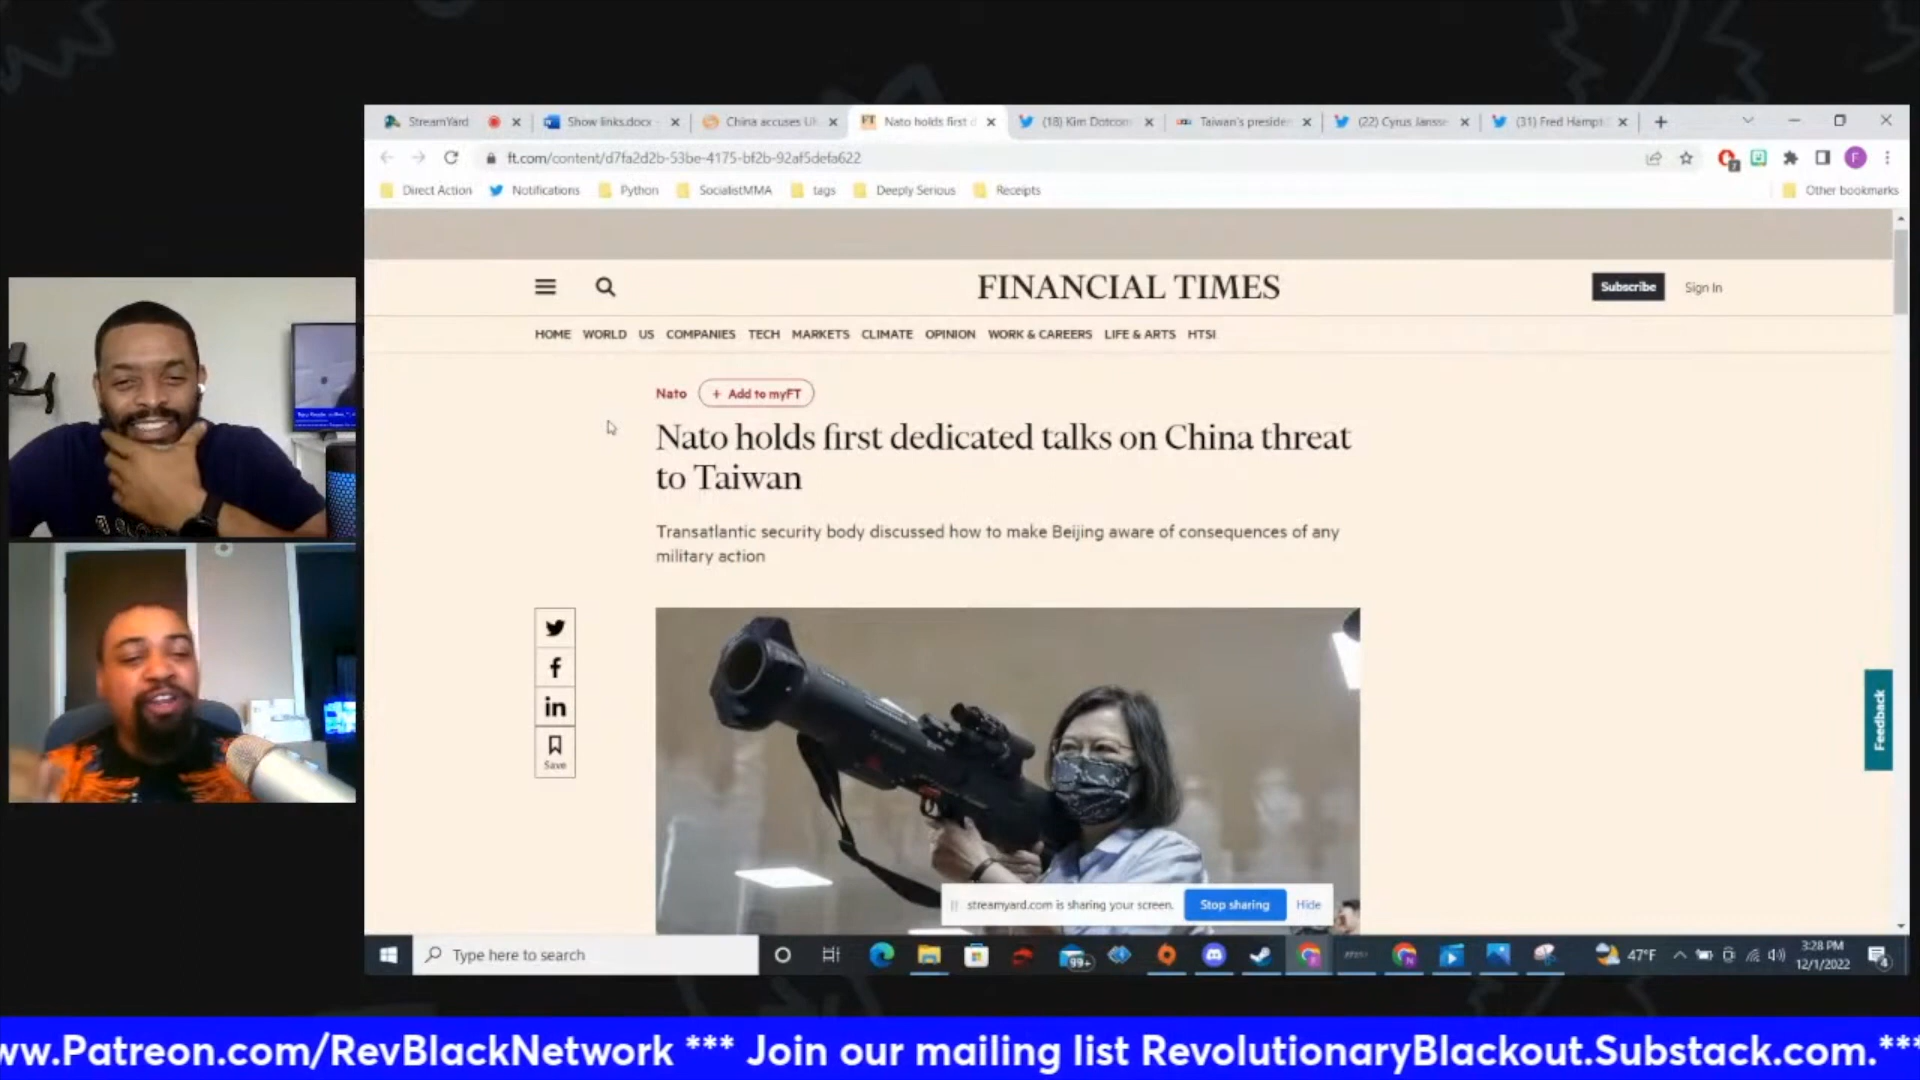 StreamYard
Show links.docx
China accuses UK
Nato holds first d
(18) Kim Dotcom
Taiwan's presiden
(22) Cyrus Jansse
(31) Fred Hampt
ft.com/content/d7fa2d2b-53be-4175-bf2b-92af5defa622
F
Direct Action
Notifications
Python
SocialistMMA
tags
Deeply Serious
Receipts
Other bookmarks
FINANCIAL TIMES
Subscribe
Sign In
HOME WORLD US COMPANIES TECH MARKETS CLIMATE OPINION WORK & CAREERS LIFE & ARTS HTSI
Nato
+ Add to myFT
Nato holds first dedicated talks on China threat
to Taiwan
Transatlantic security body discussed how to make Beijing aware of consequences of any
military action
Save
Feedback
streamyard.com is sharing your screen.
Stop sharing
Hide
Type here to search
99+
47°F
3:28 PM
12/1/2022
4
ww.Patreon.com/RevBlackNetwork *** Join our mailing list RevolutionaryBlackout.Substack.com.***